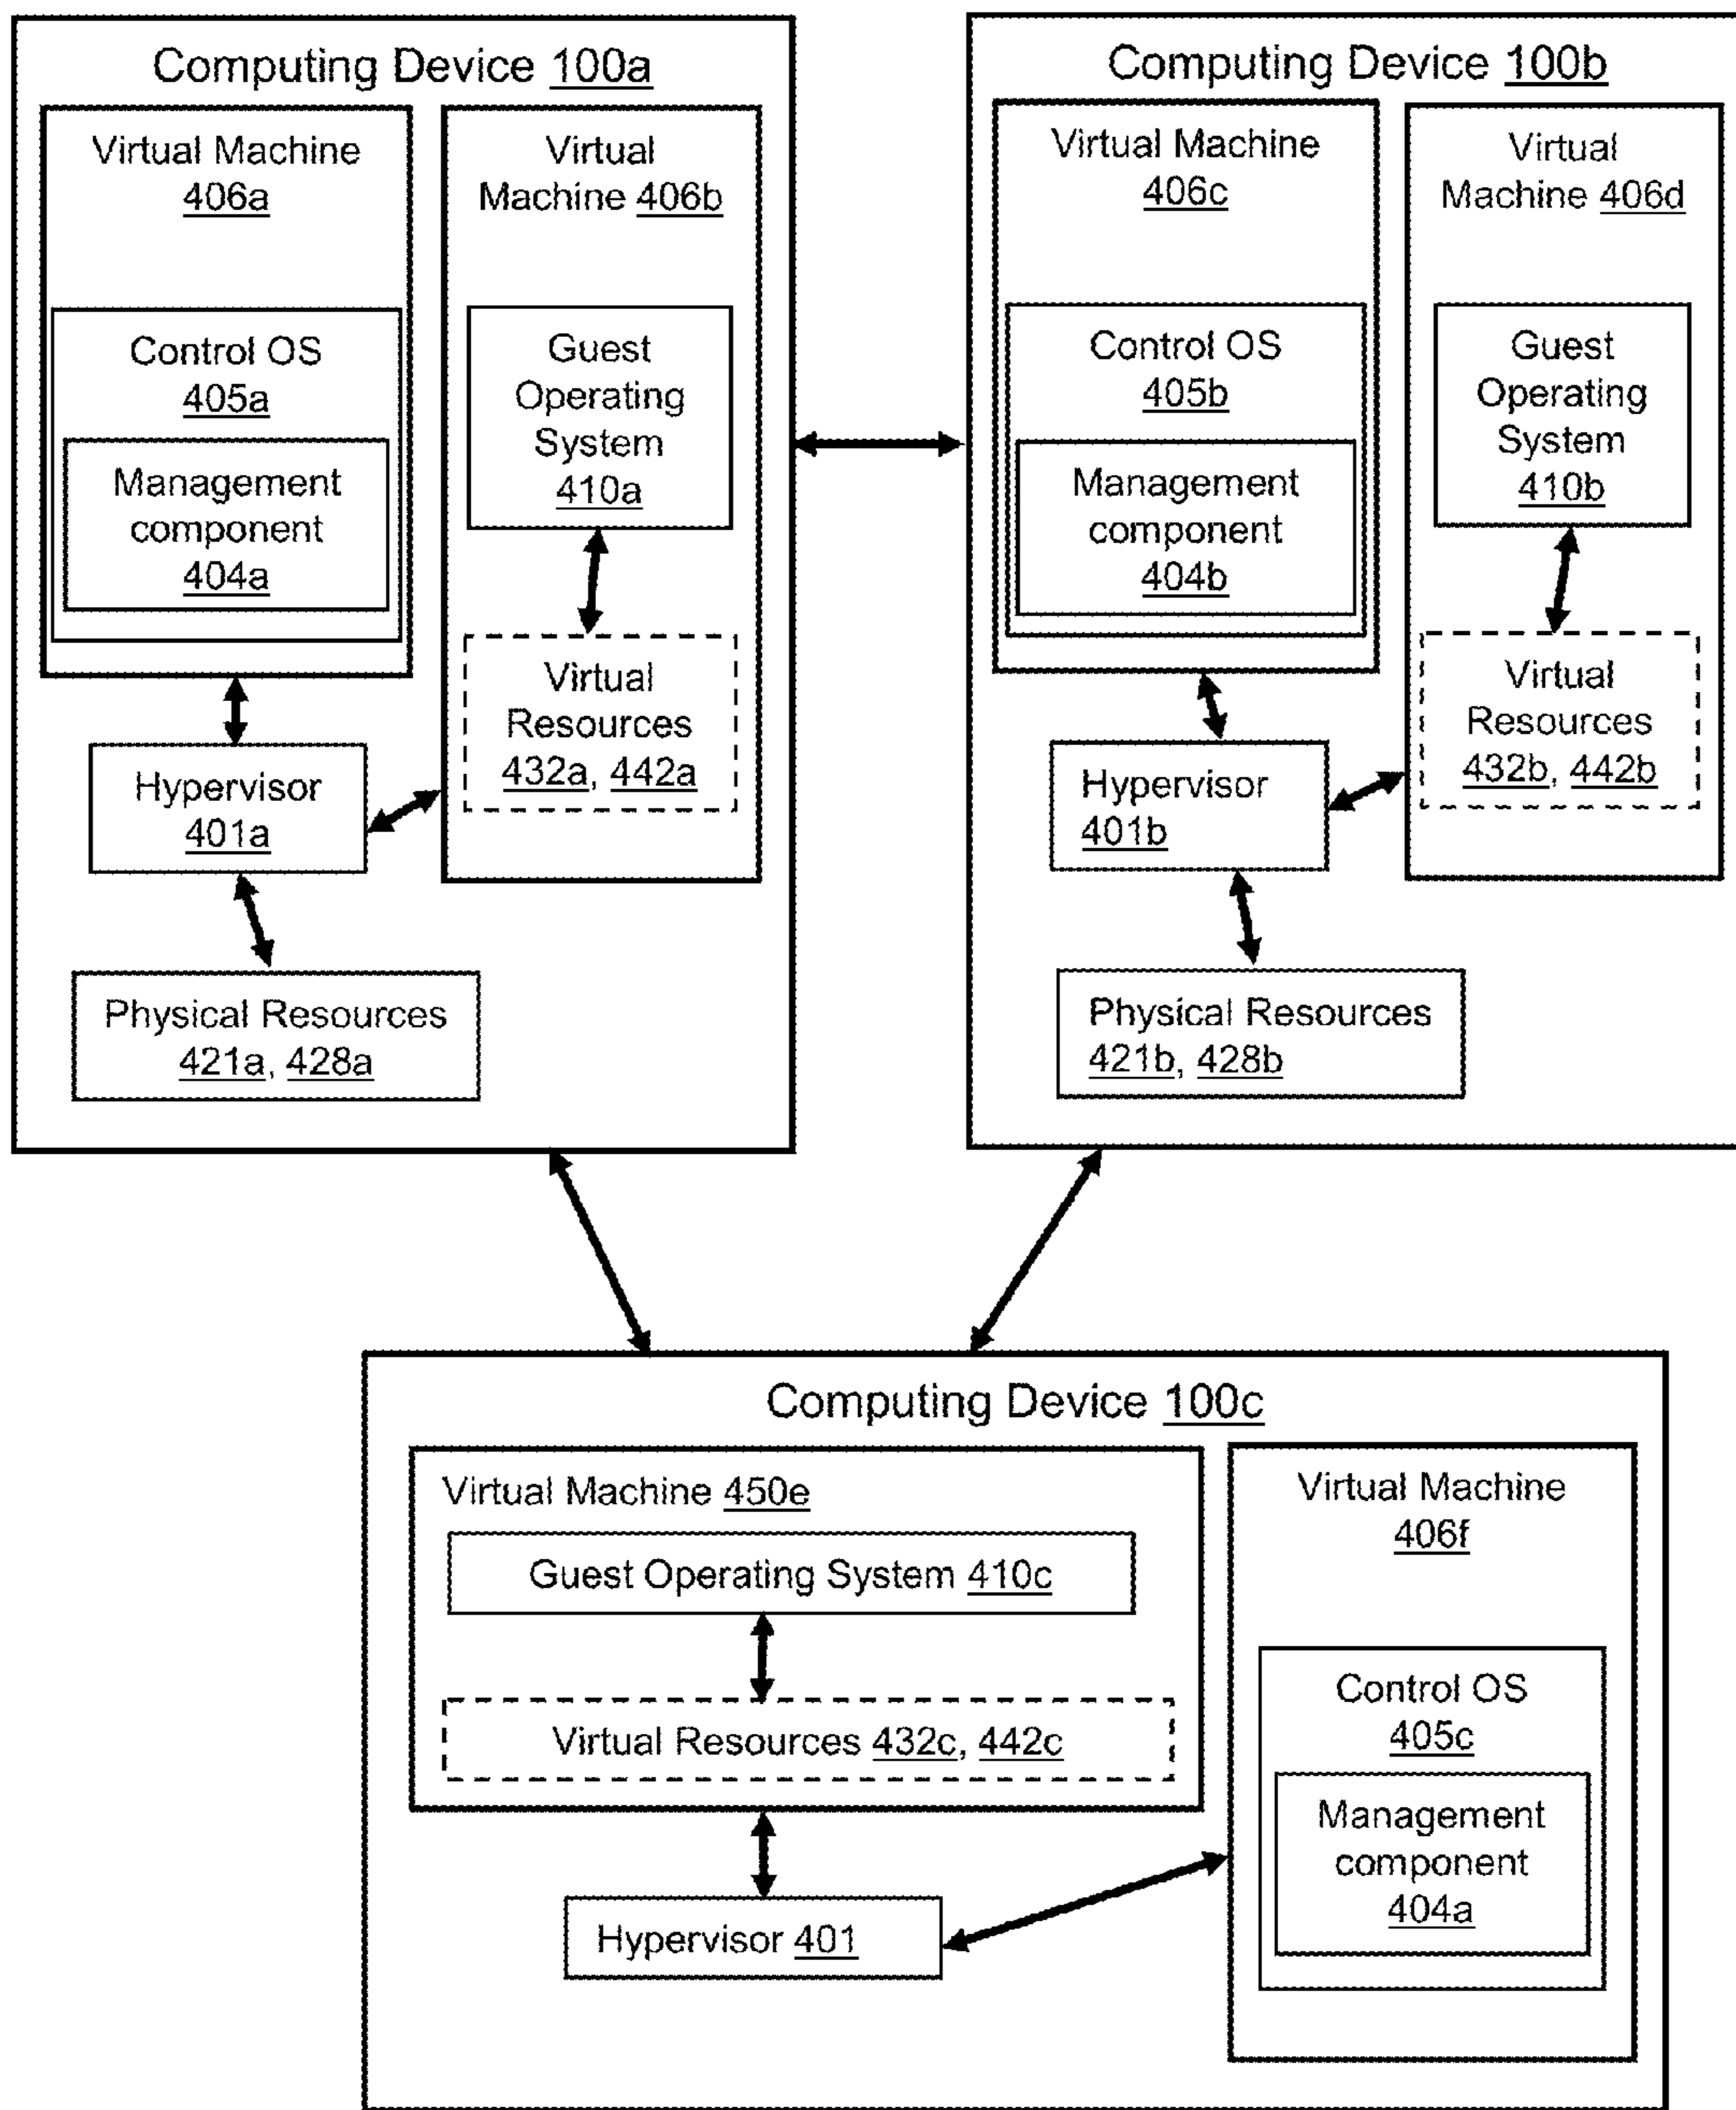 Computing Device 100a
Virtual Machine
406a
Control OS
405a
Management
component
404a
Virtual
Machine 406b
Guest
Operating
System
410a
Virtual
Resources
432a, 442a
Hypervisor
401a
Physical Resources
421a, 428a
Computing Device 100b
Virtual Machine
406c
Control OS
405b
Management
component
404b
Virtual
Machine 406d
Guest
Operating
System
410b
Virtual
Resources
432b, 442b
Hypervisor
401b
Physical Resources
421b, 428b
Computing Device 100c
Virtual Machine 450e
Guest Operating System 410c
Virtual Resources 432c, 442c
Hypervisor 401
Virtual Machine
406f
Control OS
405c
Management
component
404a